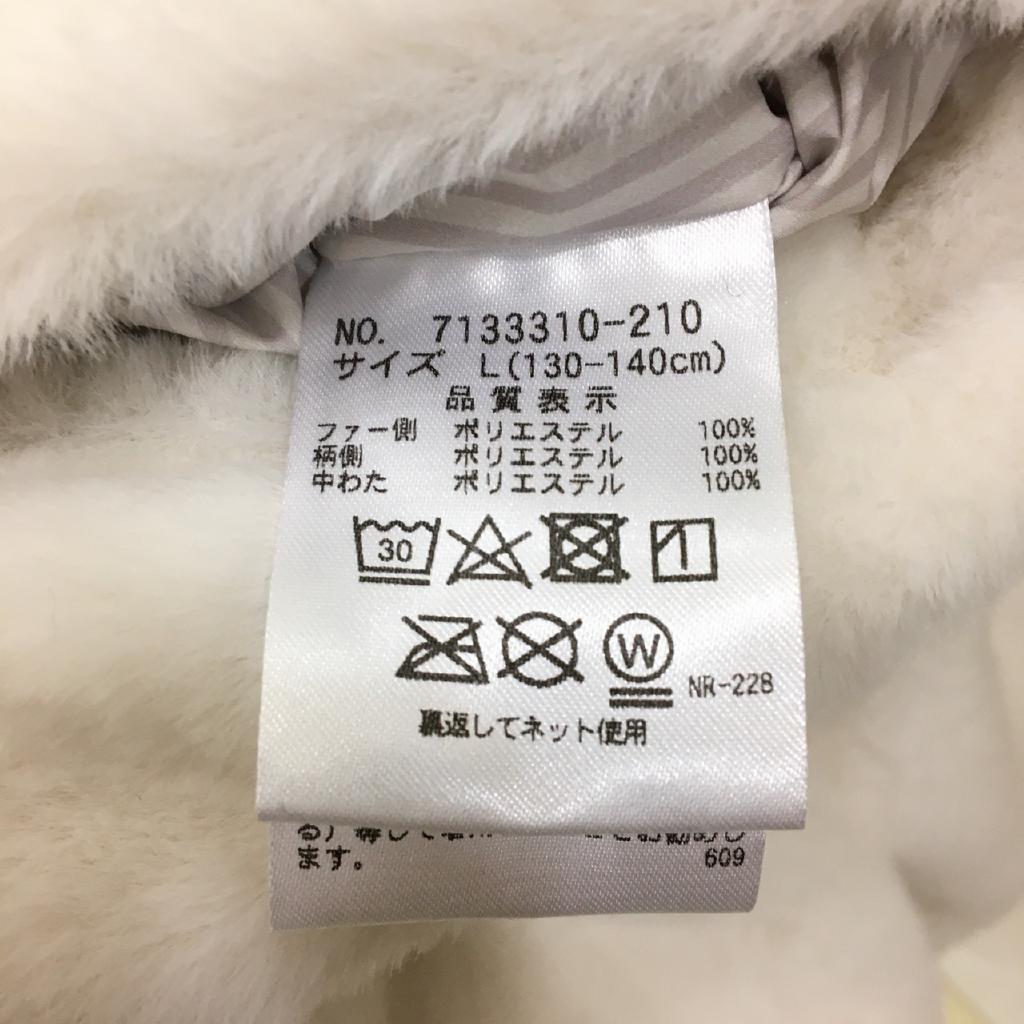 NO. 7133310-210
サイズ L(130-140cm)
品質表示
ファー側 ポリエステル 100%
柄側 ポリエステル 100%
中わた ポリエステル 100%
30
W
NR-228
裏返してネット使用
ます。
609